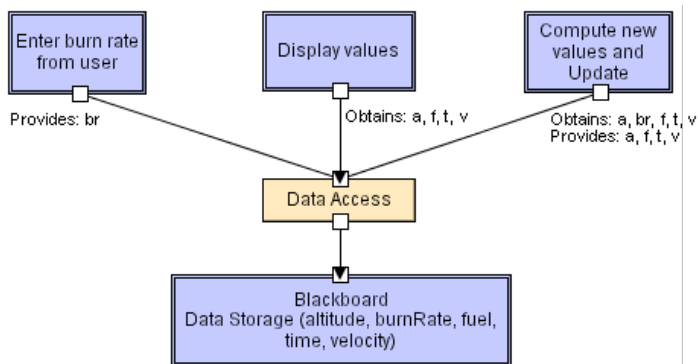 Enter burn rate
from user
Display values
Compute new
values and
Update
Provides: br
Obtains: a, f, t, v
Obtains: a, br, f, t, v
Provides: a, f, t, v
Data Access
Blackboard
Data Storage (altitude, burnRate, fuel,
time, velocity)